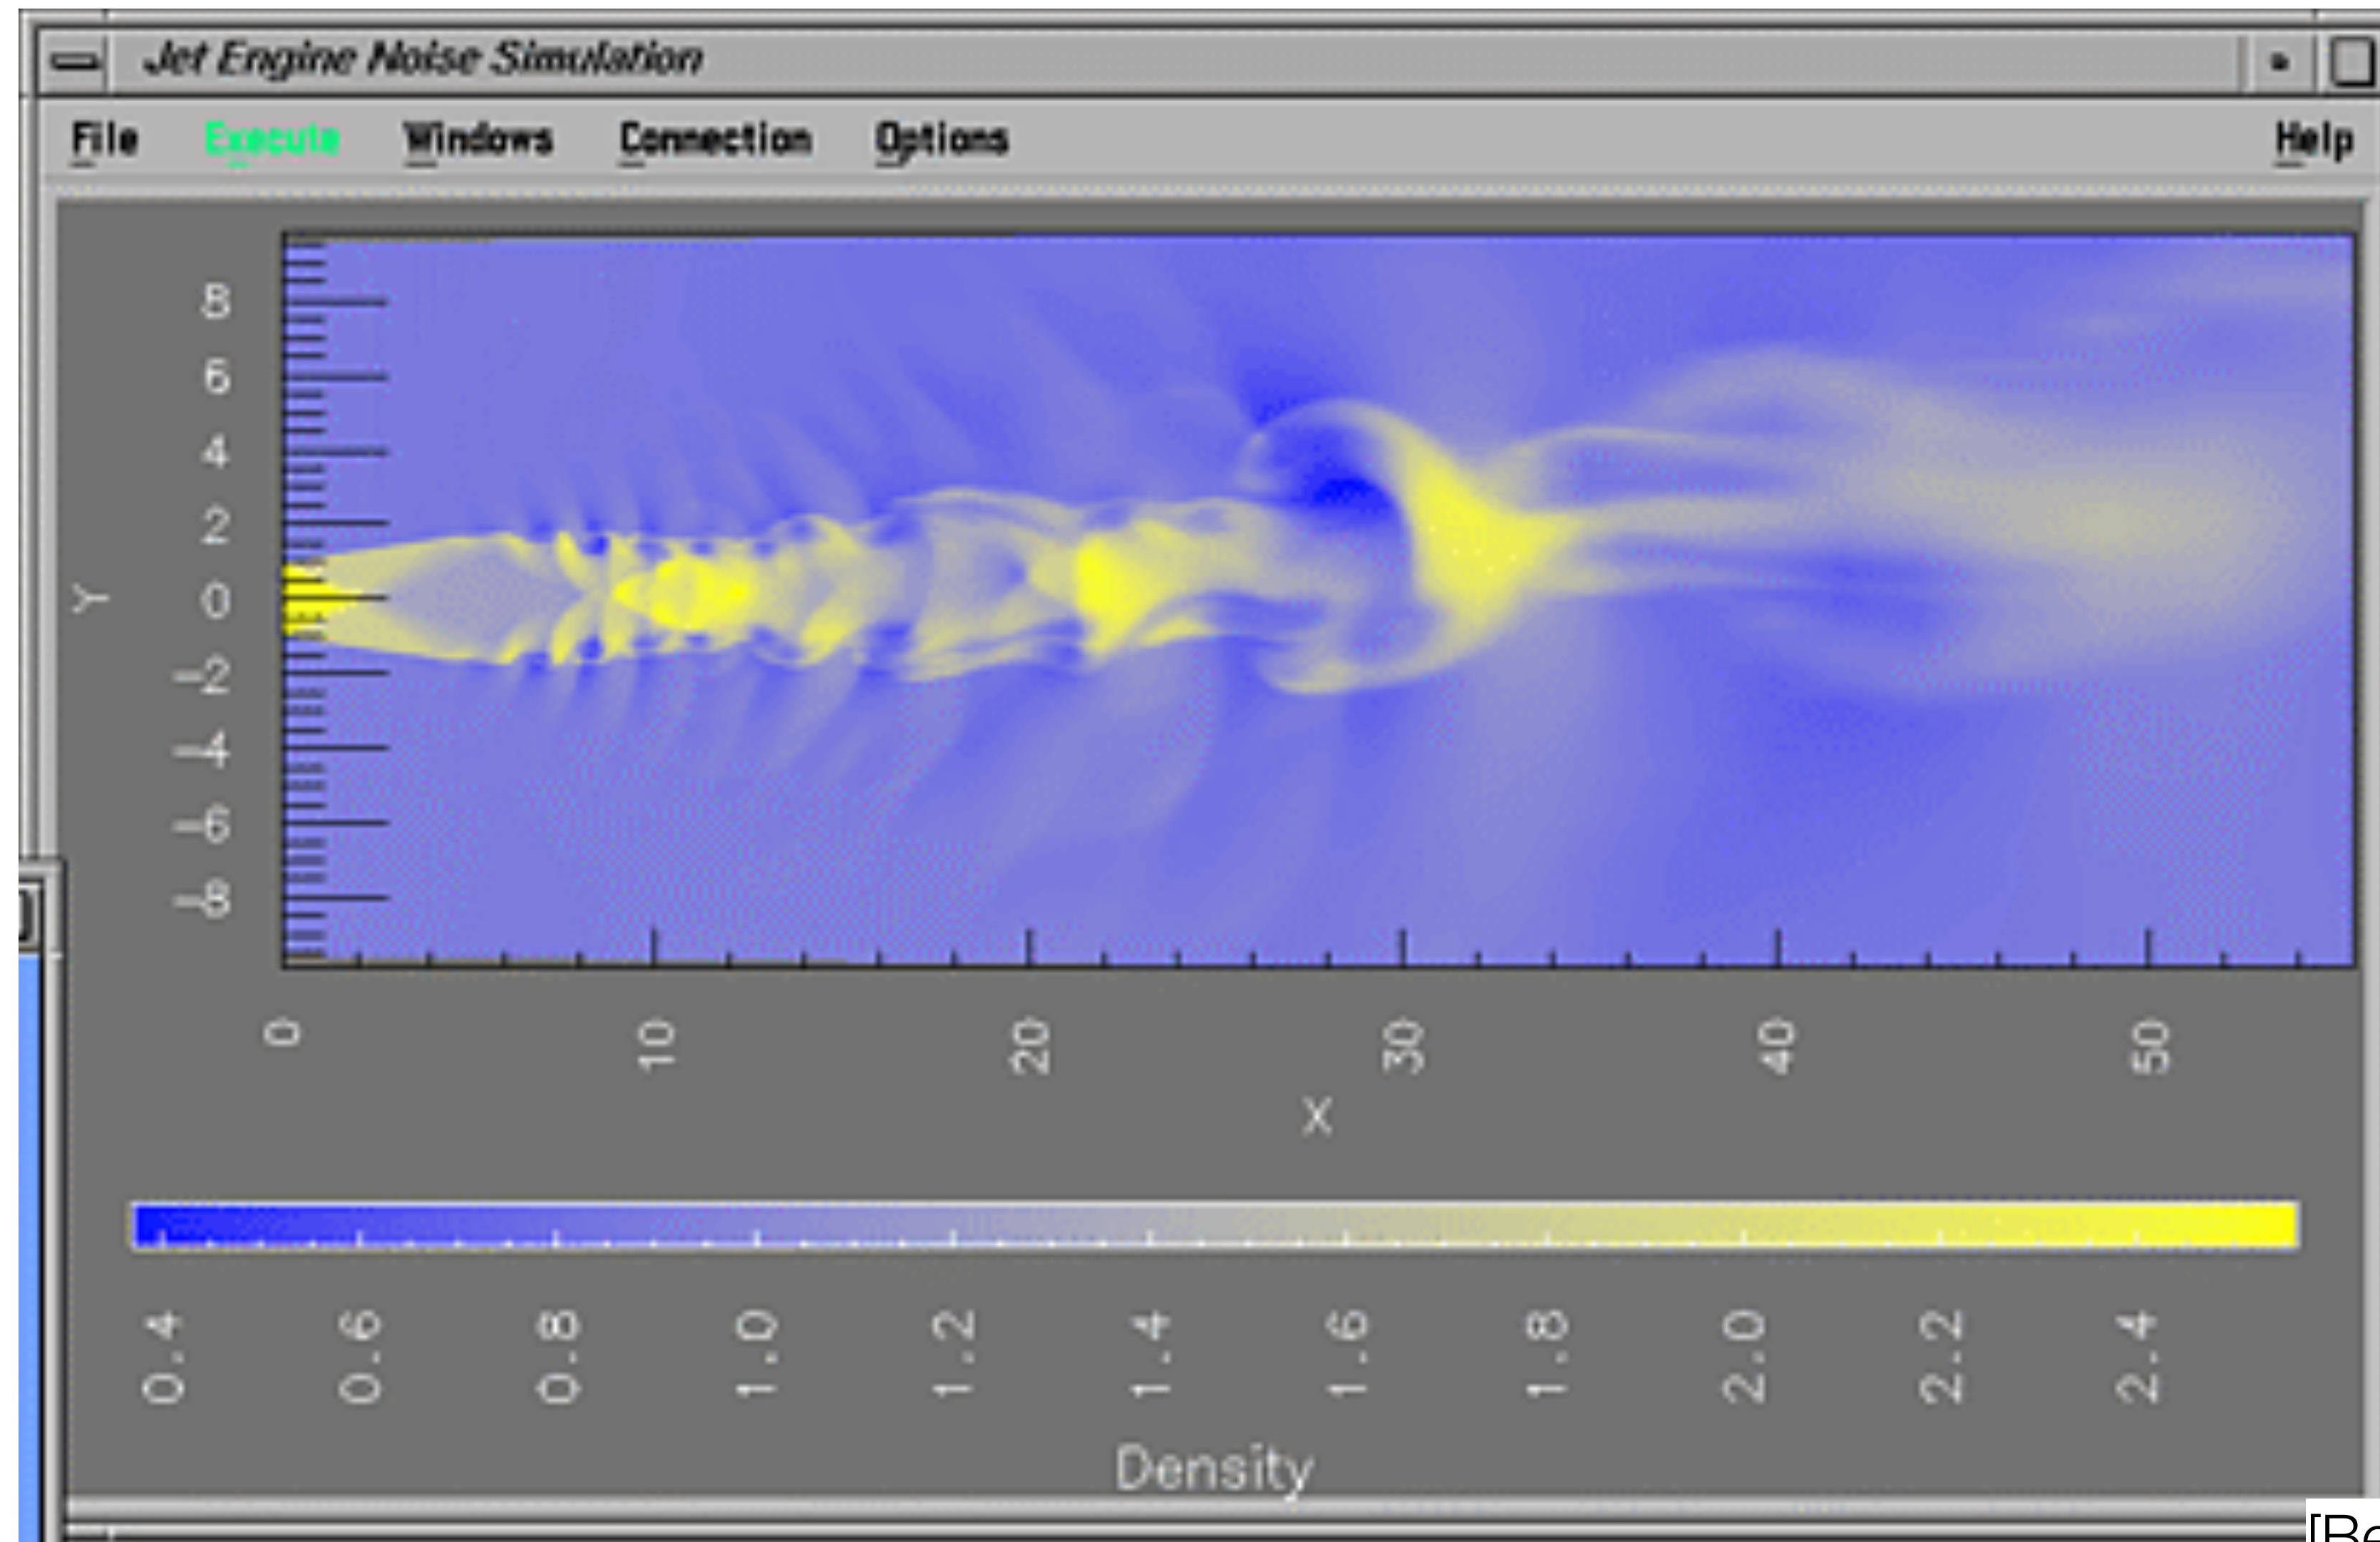 Jet Engine Noise Simulation
File Execute Windows Connection Options Help
8
6
4
2
0
−2
−4
−6
−8
Y
0 10 20 30 40 50
X
0.4 0.6 0.8 1.0 1.2 1.4 1.6 1.8 2.0 2.2 2.4
Density